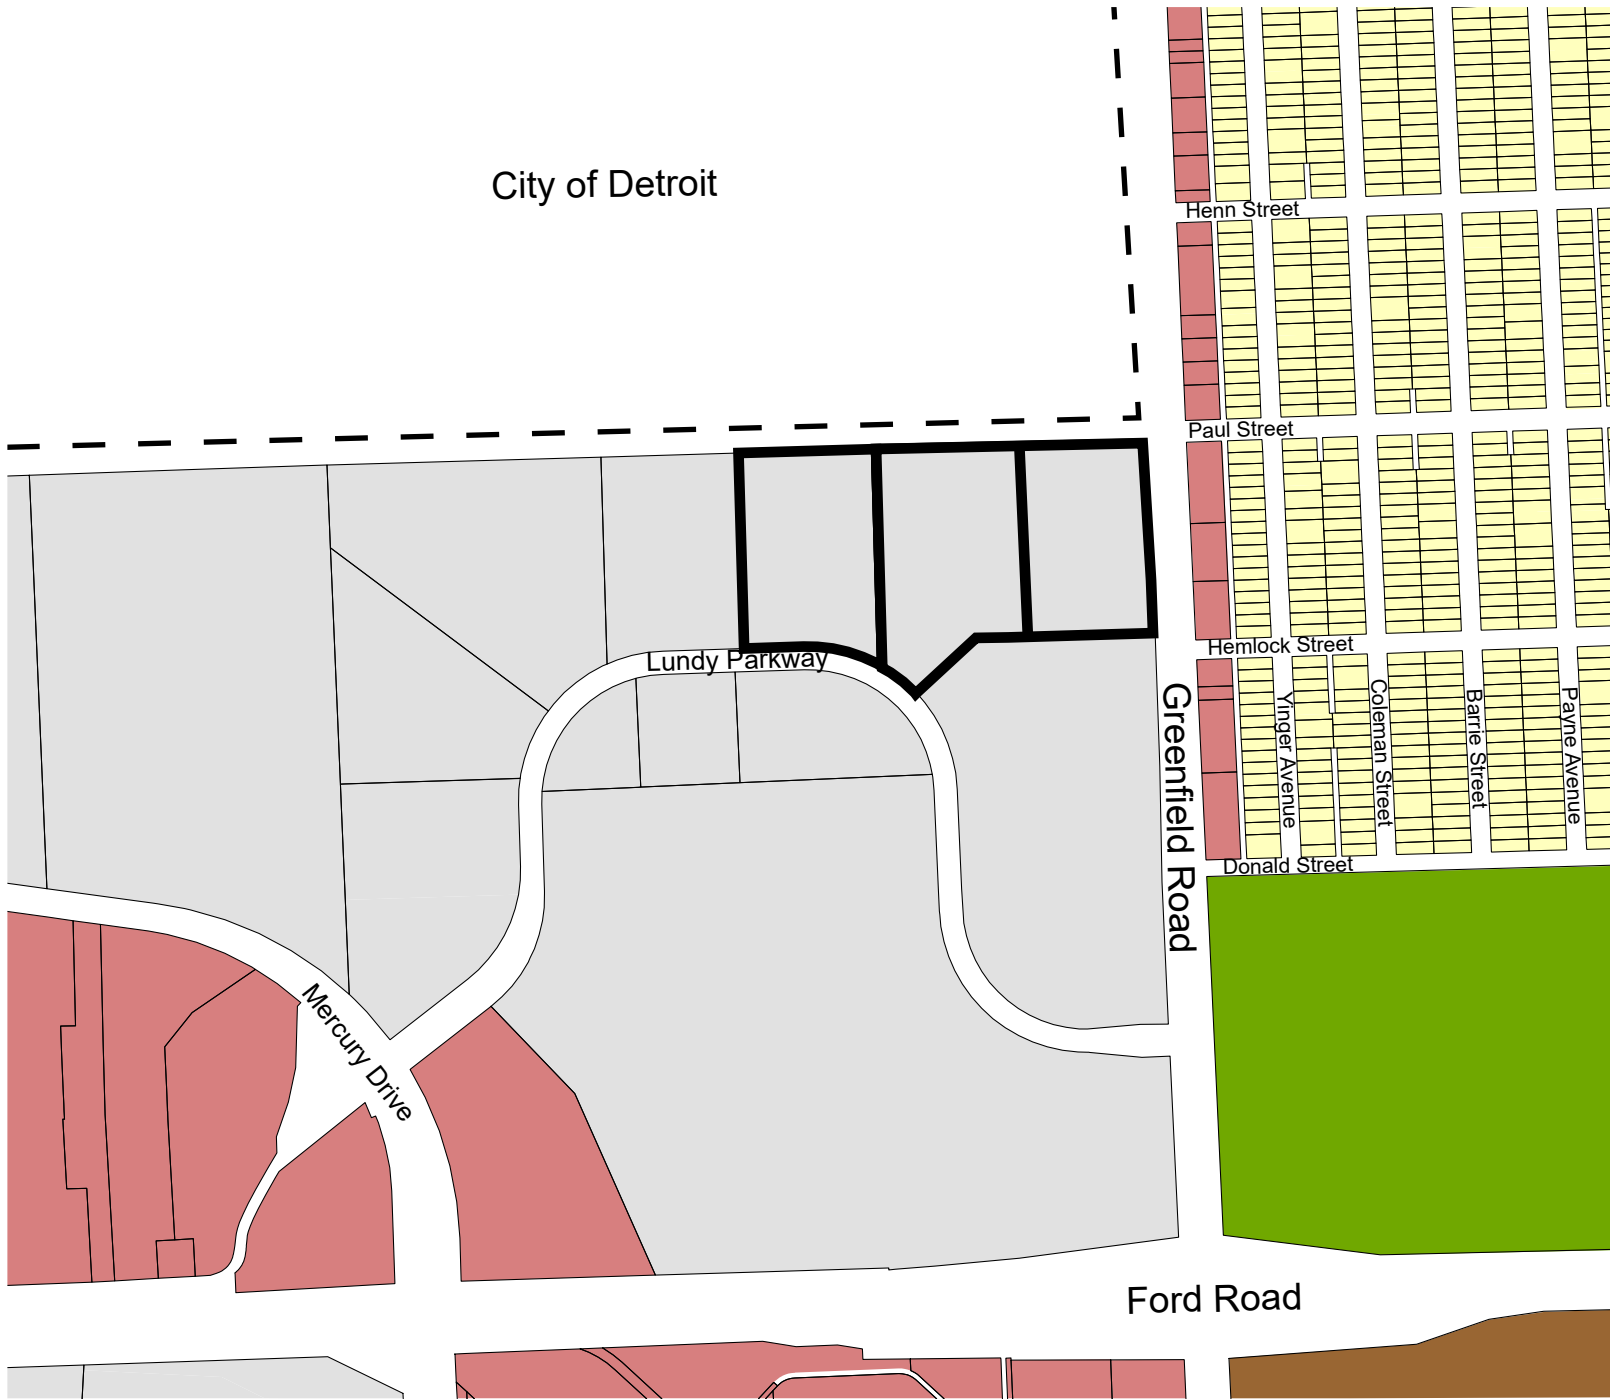 City of Detroit
Henn Street
Paul Street
Hemlock Street
Lundy Parkway
Greenfield Road
Yinger Avenue
Coleman Street
Barrie Street
Payne Avenue
Donald Street
Mercury Drive
Ford Road